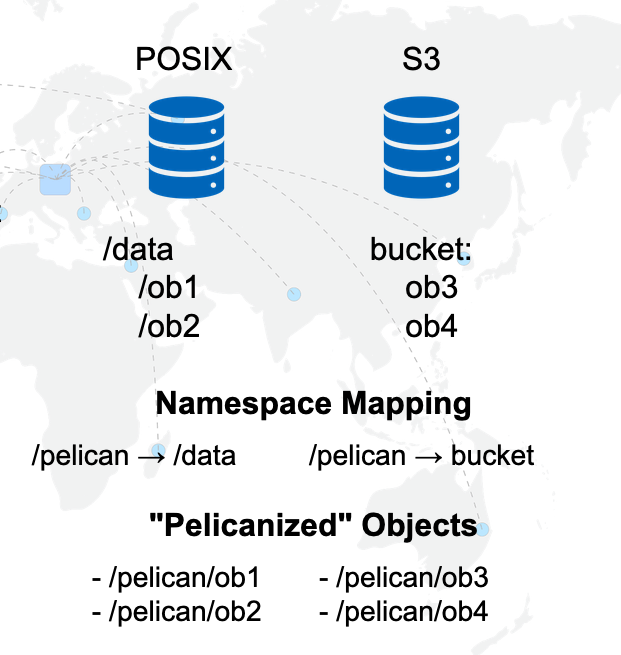 POSIX
S3
/data
/ob1
/ob2
bucket:
ob3
ob4
Namespace Mapping
/pelican → /data
/pelican → bucket
"Pelicanized" Objects
- /pelican/ob1
- /pelican/ob2
- /pelican/ob3
- /pelican/ob4